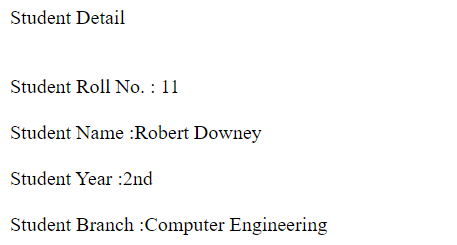 Student Detail
Student Roll No. : 11
Student Name :Robert Downey
Student Year :2nd
Student Branch :Computer Engineering